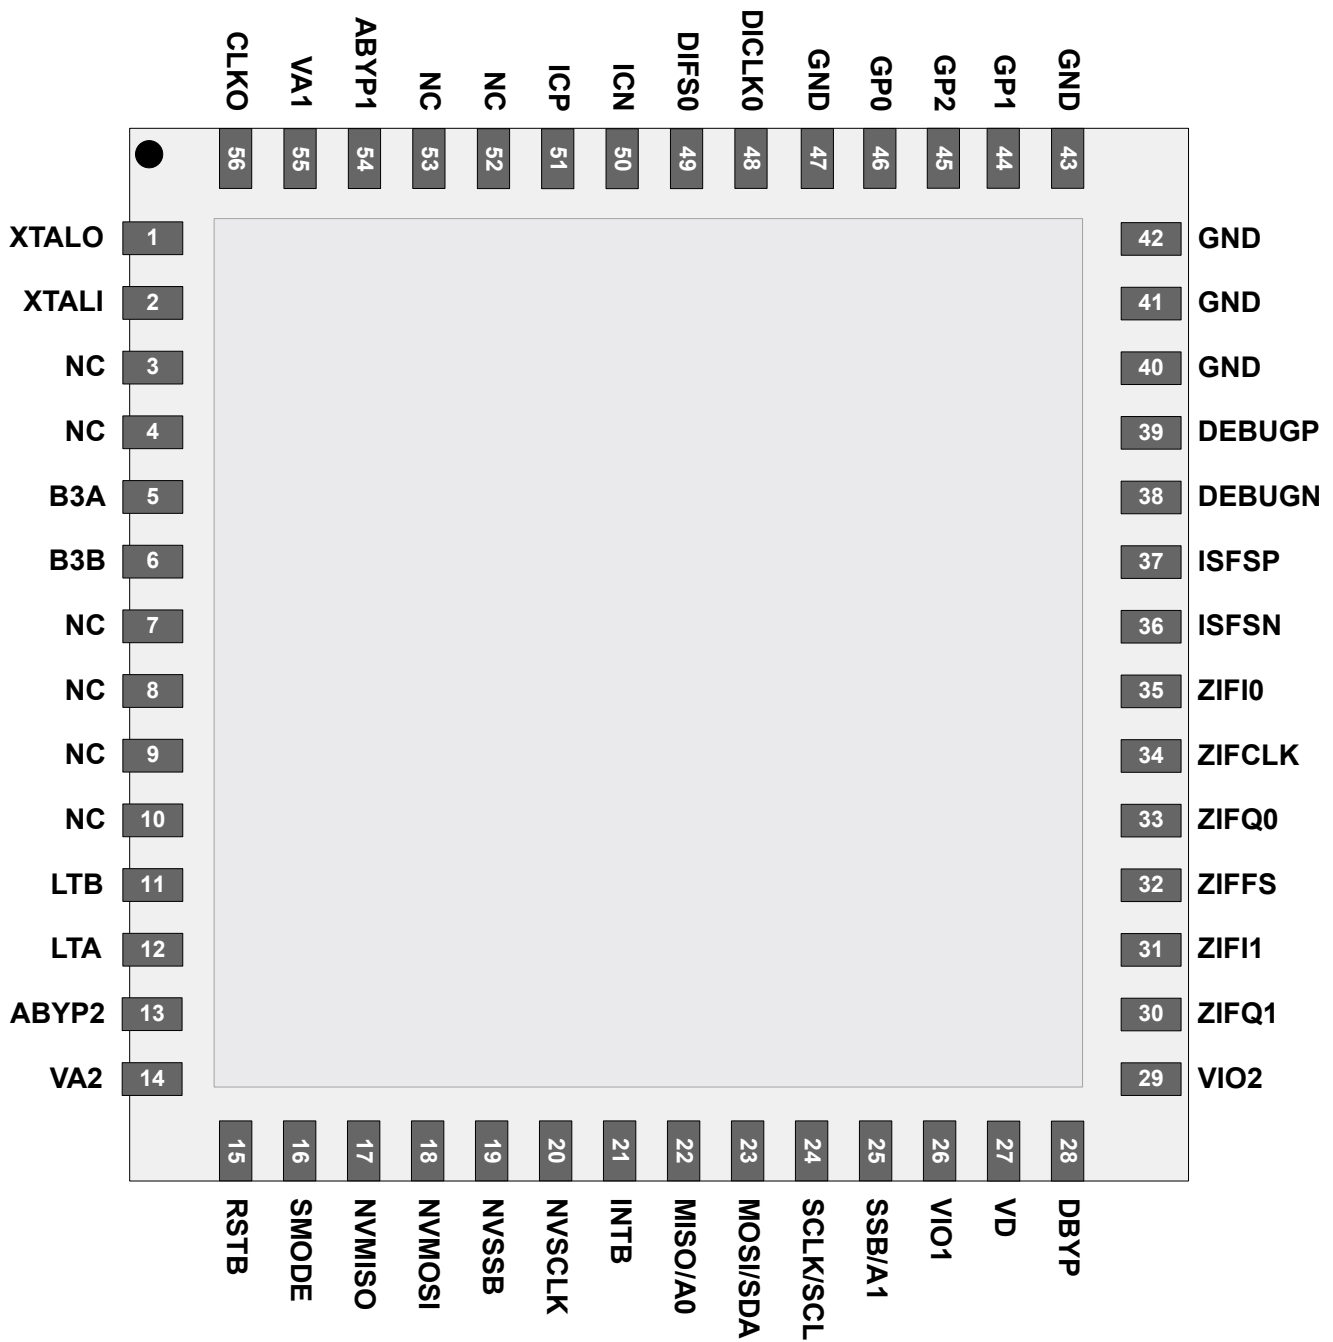 CLKO VA1 ABYP1 NC NC ICP ICN DIFS0 DICLK0 GND GP0 GP2 GP1 GND
56 55 54 53 52 51 50 49 48 47 46 45 44 43
XTALO 1 42 GND
XTALI 2 41 GND
NC 3 40 GND
NC 4 39 DEBUGP
B3A 5 38 DEBUGN
B3B 6 37 ISFSP
NC 7 36 ISFSN
NC 8 35 ZIFI0
NC 9 34 ZIFCLK
NC 10 33 ZIFQ0
LTB 11 32 ZIFFS
LTA 12 31 ZIFI1
ABYP2 13 30 ZIFQ1
VA2 14 29 VIO2
15 16 17 18 19 20 21 22 23 24 25 26 27 28
RSTB SMODE NVMISO NVMOSI NVSSB NVSCLK INTB MISO/A0 MOSI/SDA SCLK/SCL SSB/A1 VIO1 VD DBYP